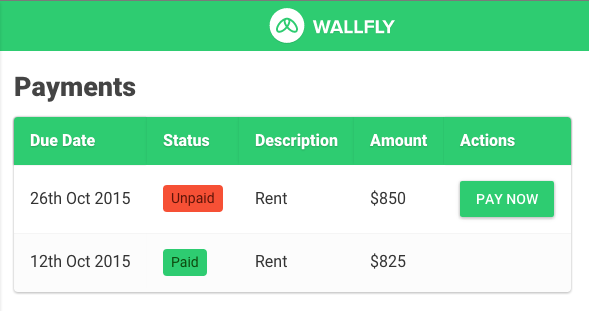 WALLFLY
Payments
Due Date Status Description Amount Actions
26th Oct 2015 Unpaid Rent $850 PAY NOW
12th Oct 2015 Paid Rent $825